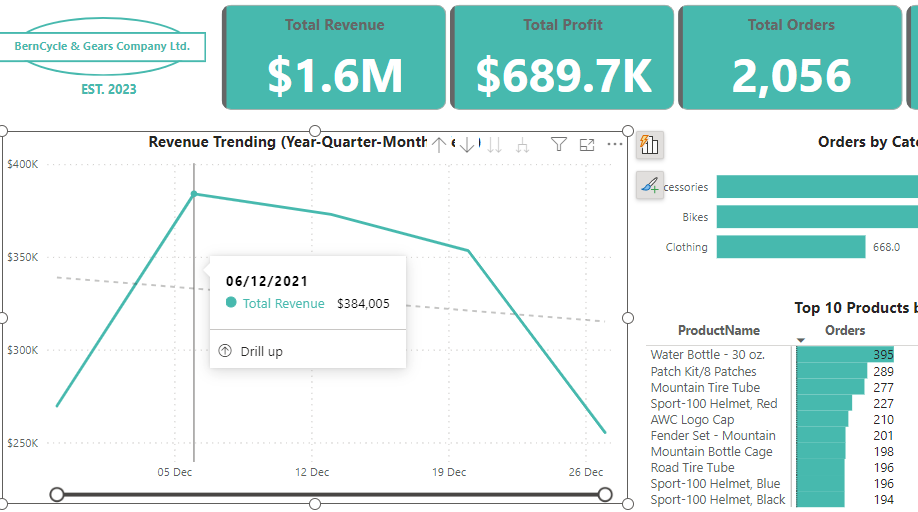 BernCycle & Gears Company Ltd.
EST. 2023
Total Revenue
$1.6M
Total Profit
$689.7K
Total Orders
2,056
Revenue Trending (Year-Quarter-Month
$400K
$350K
$300K
$250K
06/12/2021
Total Revenue $384,005
Drill up
05 Dec 12 Dec 19 Dec 26 Dec
Orders by Cate
cessories
Bikes
Clothing 668.0
Top 10 Products b
ProductName Orders
Water Bottle - 30 oz. 395
Patch Kit/8 Patches 289
Mountain Tire Tube 277
Sport-100 Helmet, Red 227
AWC Logo Cap 210
Fender Set - Mountain 201
Mountain Bottle Cage 198
Road Tire Tube 196
Sport-100 Helmet, Blue 196
Sport-100 Helmet, Black 194